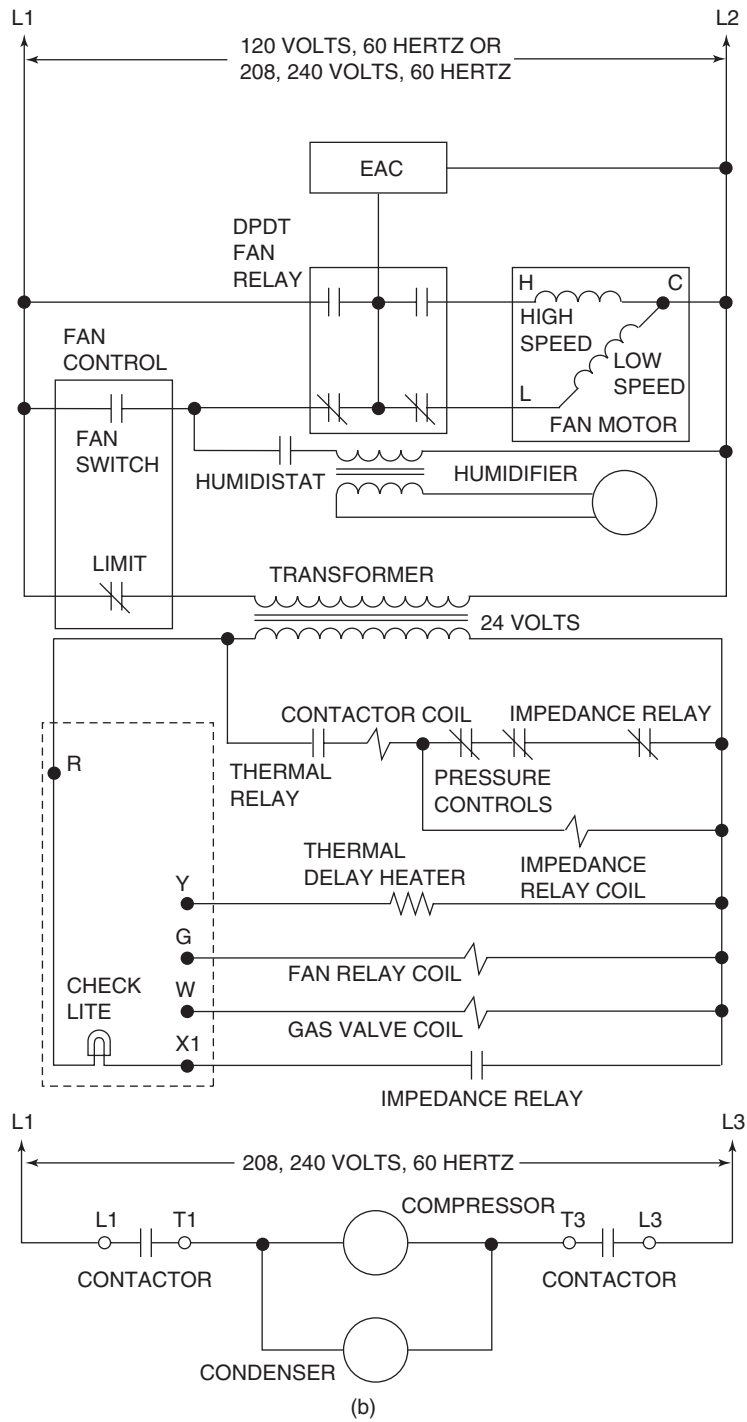 L1
L2
120 VOLTS, 60 HERTZ OR
208, 240 VOLTS, 60 HERTZ
EAC
DPDT
FAN
RELAY
H
C
HIGH
SPEED
LOW
SPEED
L
FAN MOTOR
FAN
CONTROL
FAN
SWITCH
HUMIDISTAT
HUMIDIFIER
LIMIT
TRANSFORMER
24 VOLTS
CONTACTOR COIL
IMPEDANCE RELAY
R
THERMAL
RELAY
PRESSURE
CONTROLS
THERMAL
DELAY HEATER
IMPEDANCE
RELAY COIL
Y
G
FAN RELAY COIL
CHECK
LITE
W
GAS VALVE COIL
X1
IMPEDANCE RELAY
L1
L3
208, 240 VOLTS, 60 HERTZ
COMPRESSOR
L1
T1
T3
L3
CONTACTOR
CONTACTOR
CONDENSER
(b)